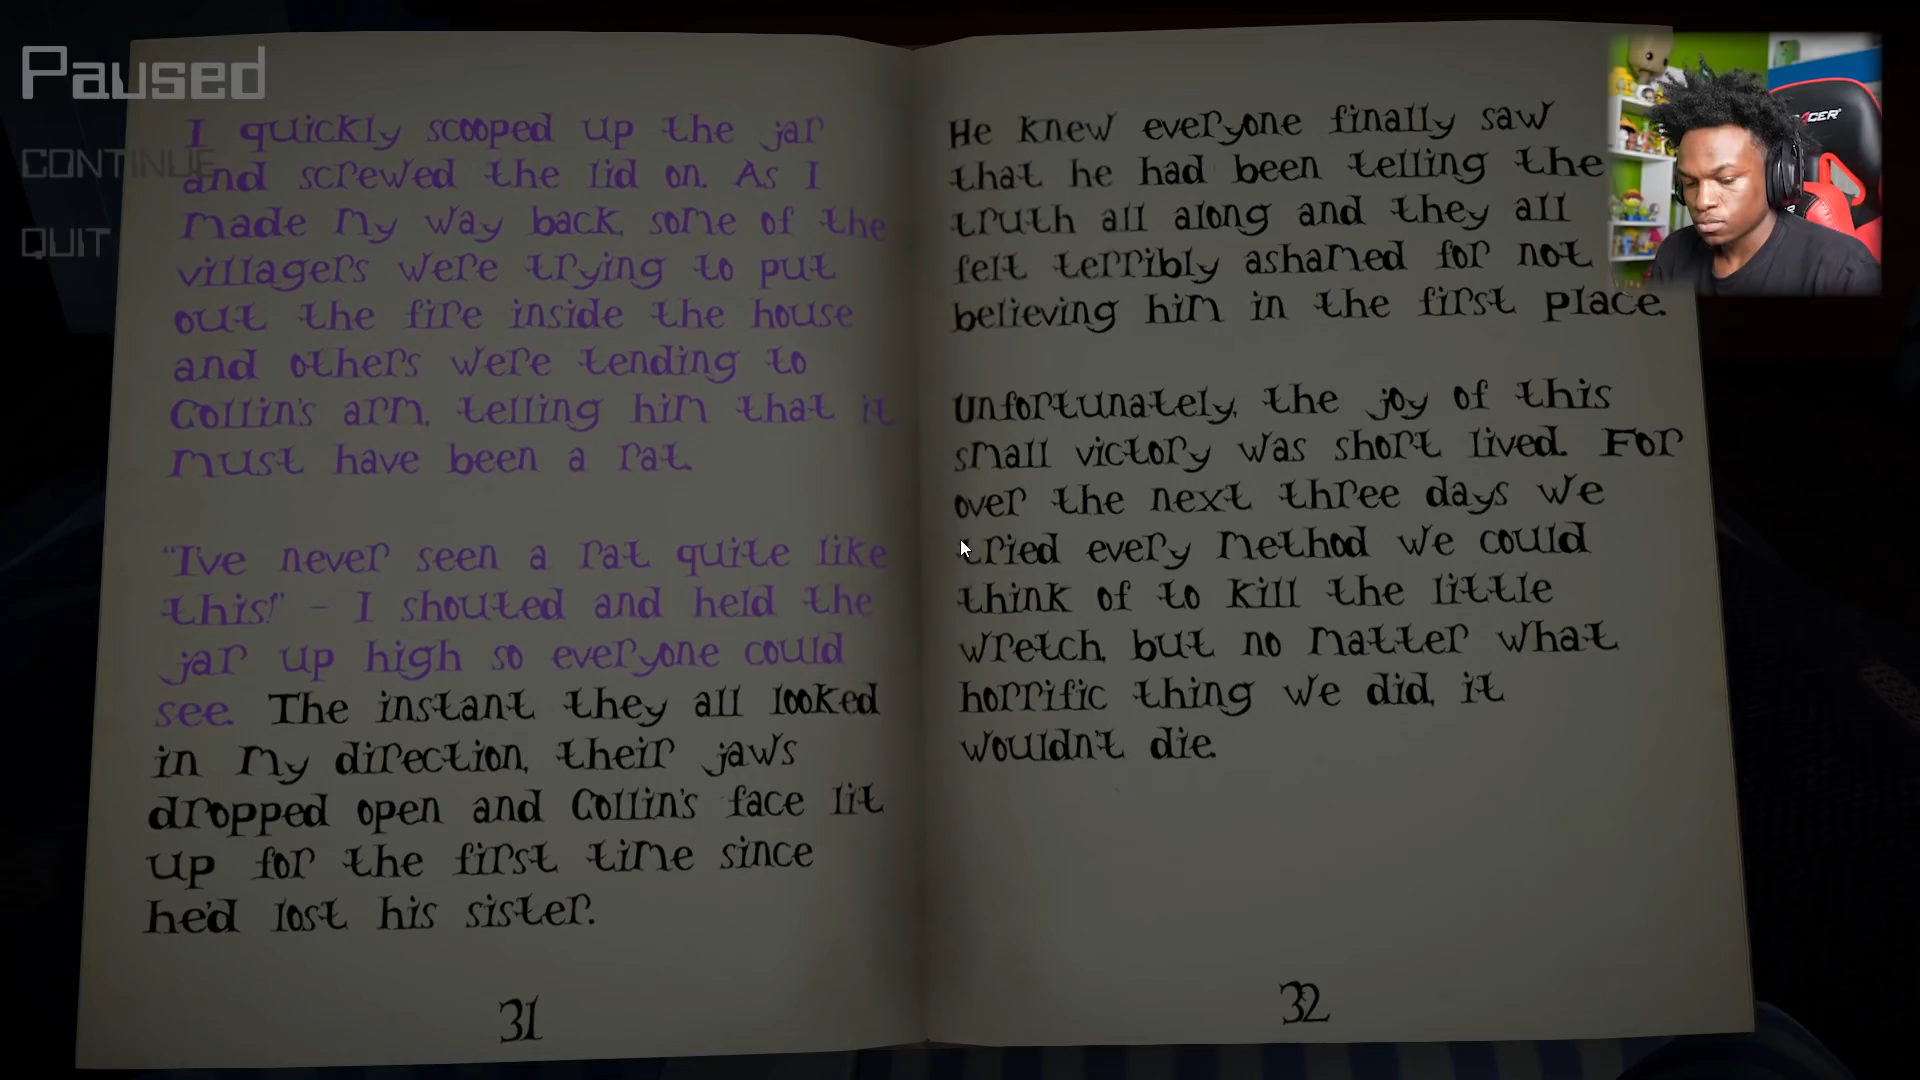 Paused
CONTINUE
QUIT
I quickly scooped up the jar
and screwed the lid on. As I
made my way back, some of the
villagers were trying to put
out the fire inside the house
and others were tending to
Collin's arm, telling him that it
must have been a rat.
"I've never seen a rat quite like
this!" - I shouted and held the
jar up high so everyone could
see. The instant they all looked
in my direction, their jaws
dropped open and Collin's face lit
up for the first time since
he'd lost his sister.
31
He knew everyone finally saw
that he had been telling the
truth all along and they all
felt terribly ashamed for not
believing him in the first place.
Unfortunately, the joy of this
small victory was short lived. For
over the next three days we
tried every method we could
think of to kill the little
wretch, but no matter what
horrific thing we did, it
wouldn't die.
32